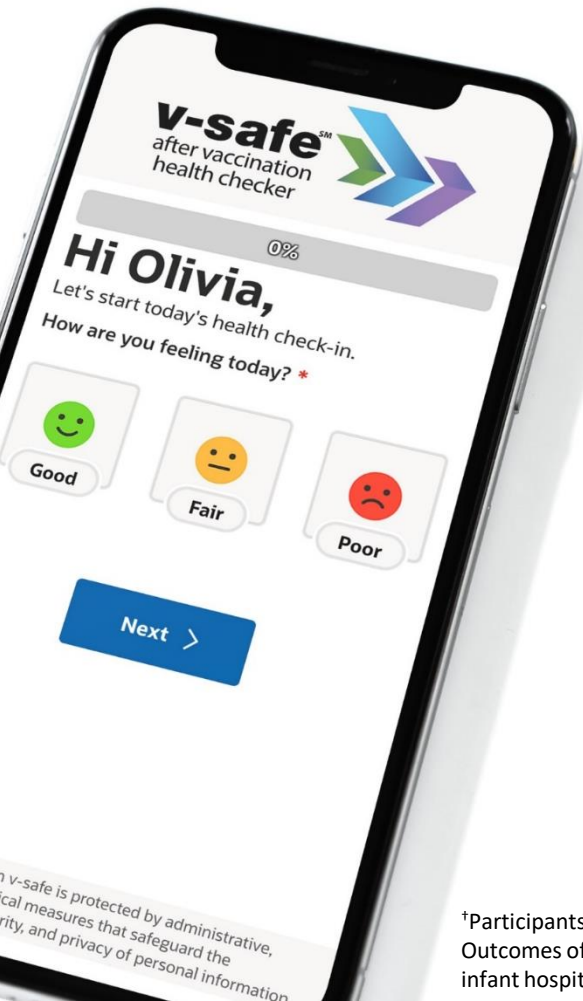 v-safe℠
after vaccination
health checker
0%
Hi Olivia,
Let's start today's health check-in.
How are you feeling today? *
Good
Fair
Poor
Next >
v-safe is protected by administrative,
ical measures that safeguard the
rity, and privacy of personal information
†Participants
Outcomes of
infant hospit